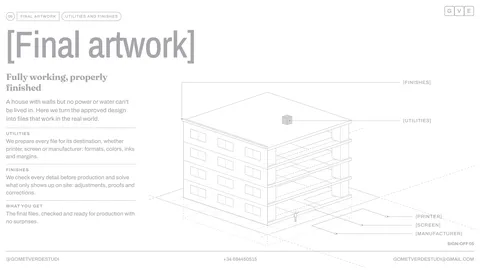 FINAL ARTWORK
UTILITIES AND FINISHES
G V E
[Final artwork]
Fully working, properly
finished
A house with walls but no power or water can't
be lived in. Here we turn the approved design
into files that work in the real world.
UTILITIES
We prepare every file for its destination, whether
printer, screen or manufacturer: formats, colors, inks
and margins.
FINISHES
We check every detail before production and solve
what only shows up on site: adjustments, proofs and
corrections.
WHAT YOU GET
The final files, checked and ready for production with
no surprises.
[FINISHES]
[UTILITIES]
[PRINTER]
[SCREEN]
[MANUFACTURER]
@GOMETVERDESTUDI
GOMETVERDESTUDI@GMAIL.COM